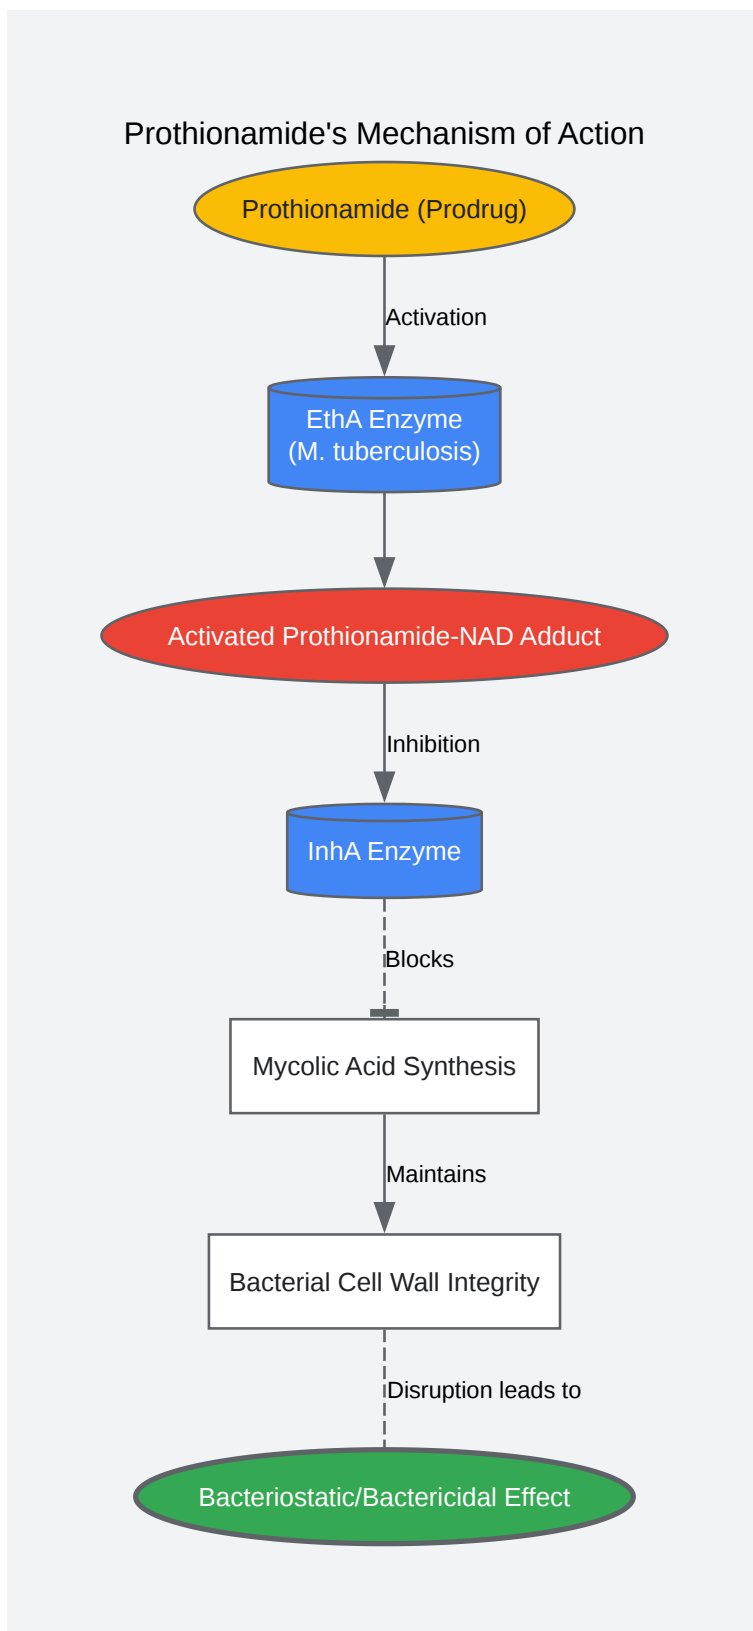 Prothionamide's Mechanism of Action
Prothionamide (Prodrug)
Activation
EthA Enzyme
(M. tuberculosis)
Activated Prothionamide-NAD Adduct
Inhibition
InhA Enzyme
Blocks
Mycolic Acid Synthesis
Maintains
Bacterial Cell Wall Integrity
Disruption leads to
Bacteriostatic/Bactericidal Effect